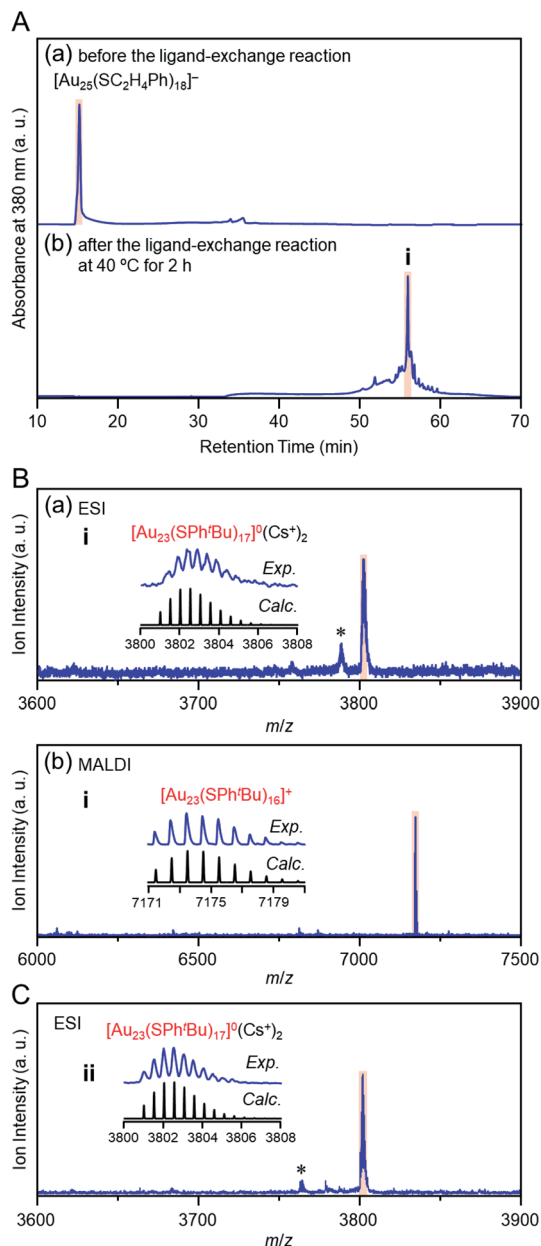 A
(a) before the ligand-exchange reaction
[Au25(SC2H4Ph)18]–
(b) after the ligand-exchange reaction
at 40 ºC for 2 h
i
Absorbance at 380 nm (a. u.)
10 20 30 40 50 60 70
Retention Time (min)
B
(a) ESI
i
[Au23(SPhtBu)17]0(Cs+)2
Exp.
Calc.
3800 3802 3804 3806 3808
*
Ion Intensity (a. u.)
3600 3700 3800 3900
m/z
(b) MALDI
i
[Au23(SPhtBu)16]+
Exp.
Calc.
7171 7175 7179
Ion Intensity (a. u.)
6000 6500 7000 7500
m/z
C
ESI
[Au23(SPhtBu)17]0(Cs+)2
ii
Exp.
Calc.
3800 3802 3804 3806 3808
*
Ion Intensity (a. u.)
3600 3700 3800 3900
m/z